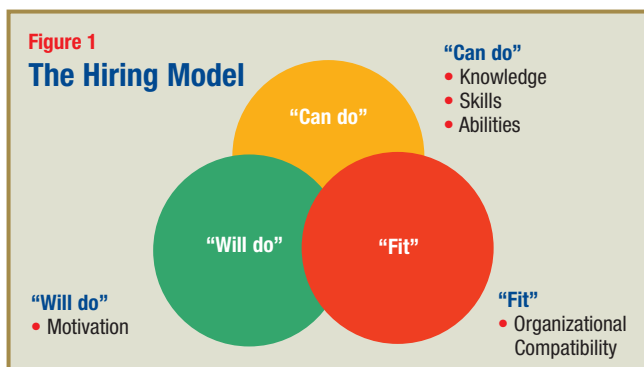 Figure 1
The Hiring Model
“Can do”
• Knowledge
• Skills
• Abilities
“Can do”
“Will do”
“Fit”
“Will do”
• Motivation
“Fit”
• Organizational
Compatibility